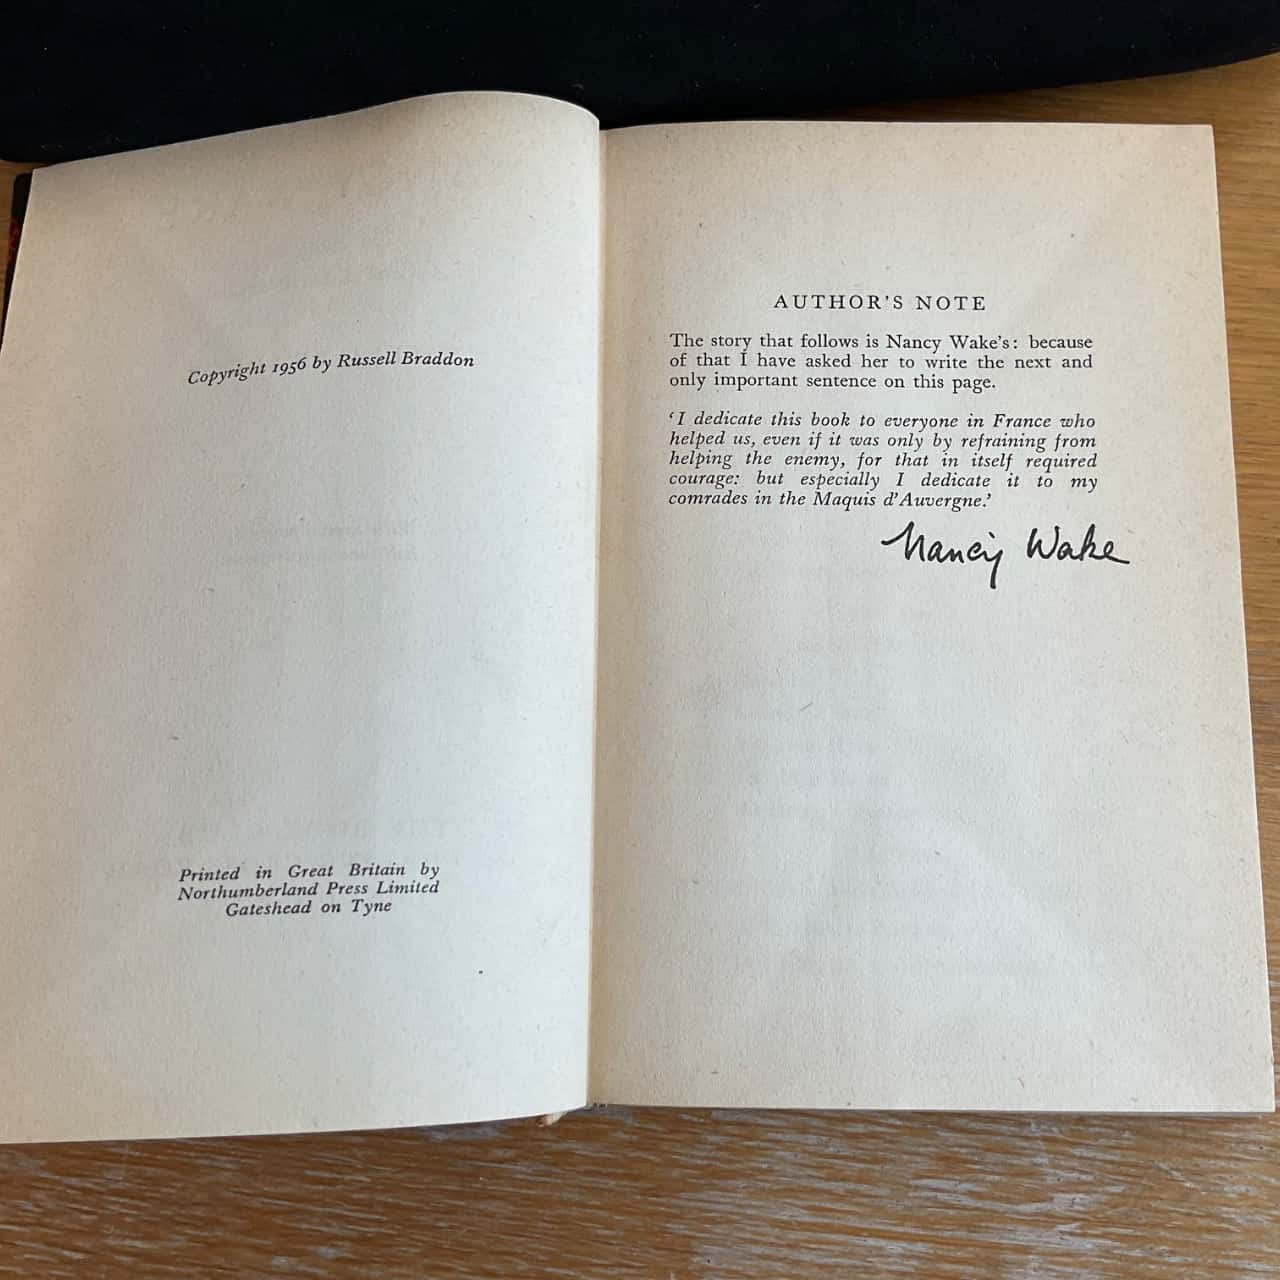 Copyright 1956 by Russell Braddon
Printed in Great Britain by
Northumberland Press Limited
Gateshead on Tyne
AUTHOR'S NOTE
The story that follows is Nancy Wake's: because
of that I have asked her to write the next and
only important sentence on this page.
‘I dedicate this book to everyone in France who
helped us, even if it was only by refraining from
helping the enemy, for that in itself required
courage: but especially I dedicate it to my
comrades in the Maquis d'Auvergne.’
Nancy Wake